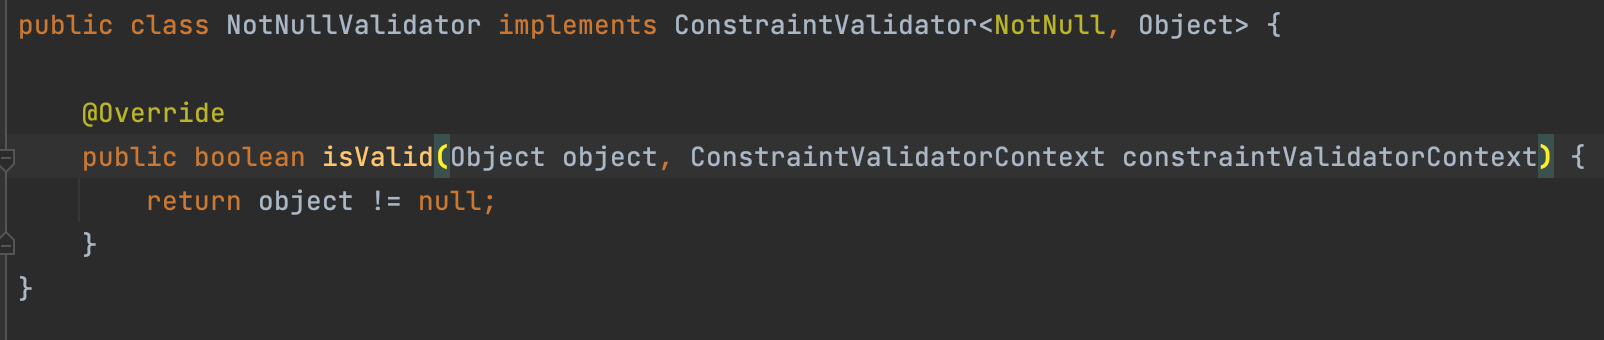 public class NotNullValidator implements ConstraintValidator<NotNull, Object> {
@Override
public boolean isValid(Object object, ConstraintValidatorContext constraintValidatorContext) {
return object != null;
}
}